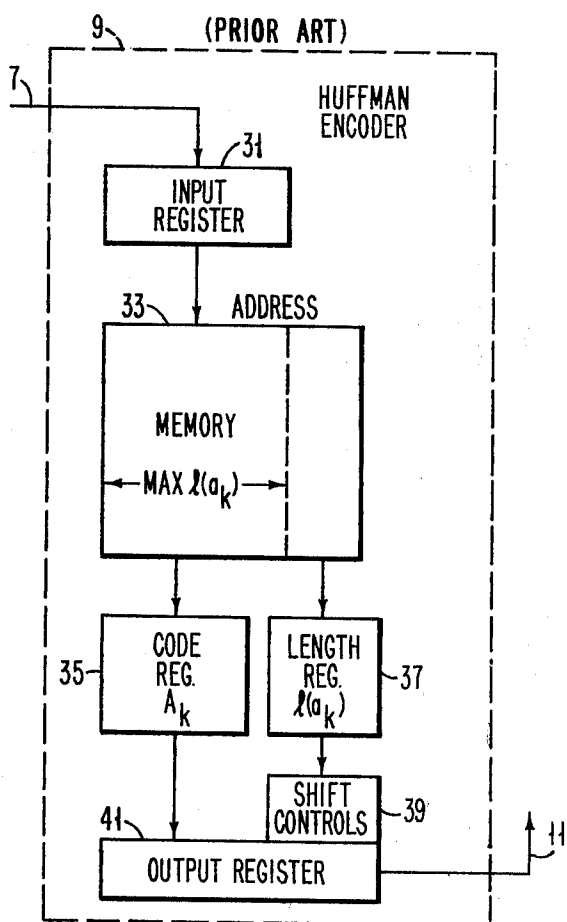 9 (PRIOR ART)
7
HUFFMAN
ENCODER
31
INPUT
REGISTER
33 ADDRESS
MEMORY
MAX ℓ(aₖ)
35
CODE
REG.
Aₖ
LENGTH
REG.
ℓ(aₖ)
37
SHIFT
CONTROLS
39
41
OUTPUT REGISTER
11